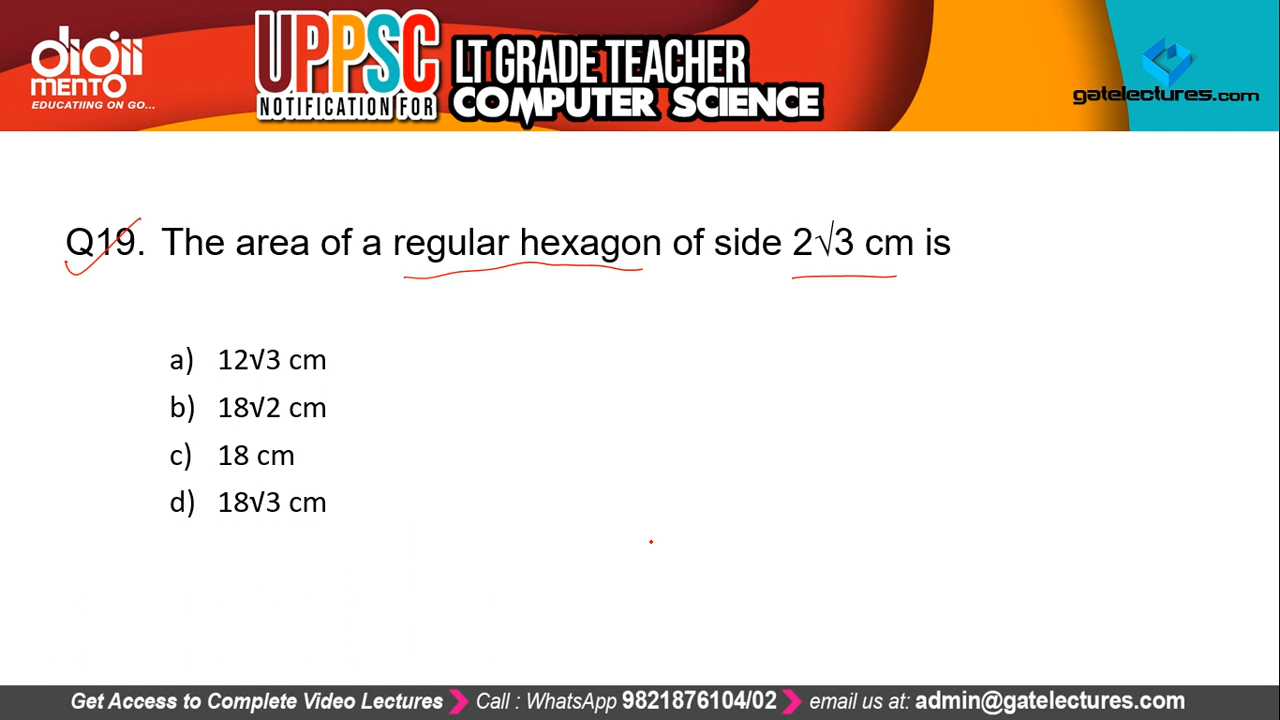 dioii
MENTO
EDUCATIING ON GO...
UPPSC
NOTIFICATION FOR
LT GRADE TEACHER
COMPUTER SCIENCE
gatelectures.com
Q19. The area of a regular hexagon of side 2√3 cm is
a) 12√3 cm
b) 18√2 cm
c) 18 cm
d) 18√3 cm
Get Access to Complete Video Lectures Call : WhatsApp 9821876104/02 email us at: admin@gatelectures.com